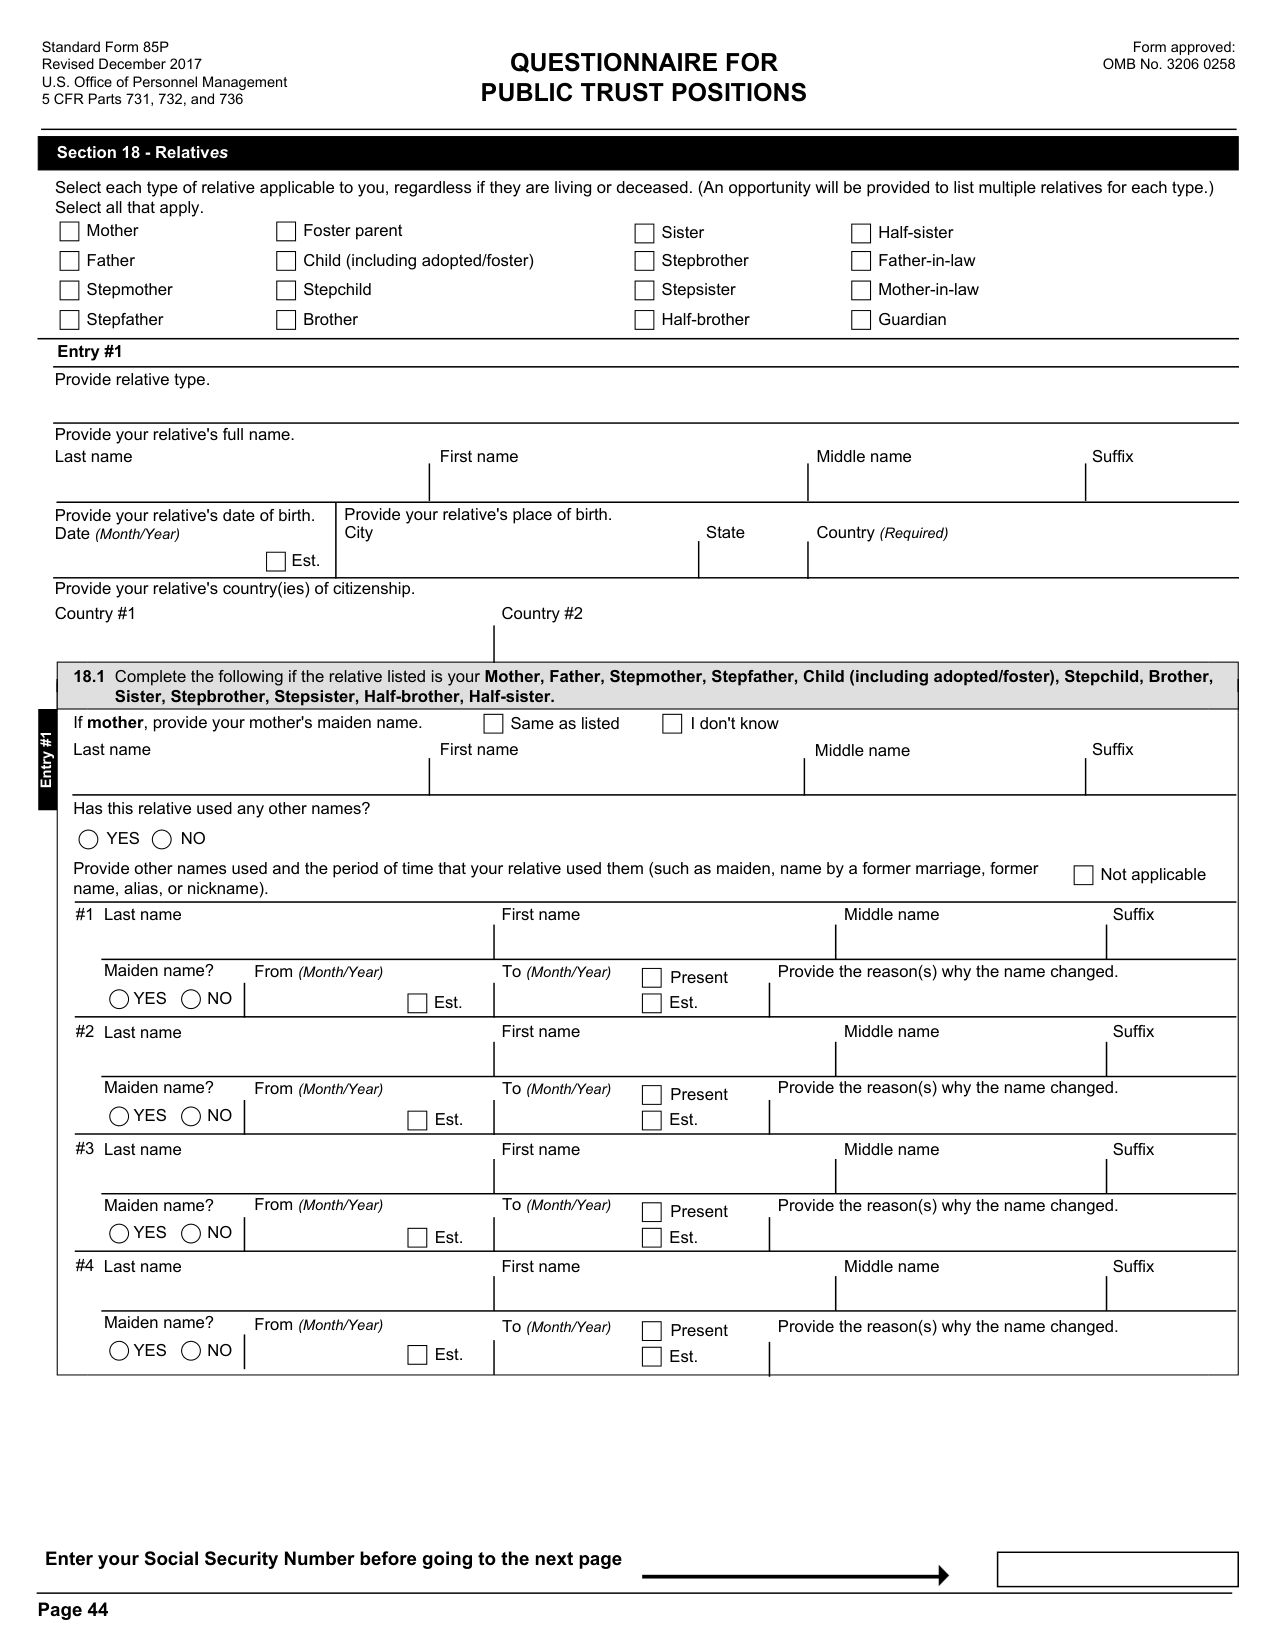 Standard Form 85P
Revised December 2017
U.S. Office of Personnel Management
5 CFR Parts 731, 732, and 736
QUESTIONNAIRE FOR
PUBLIC TRUST POSITIONS
Form approved:
OMB No. 3206 0258
Section 18 - Relatives
Select each type of relative applicable to you, regardless if they are living or deceased. (An opportunity will be provided to list multiple relatives for each type.)
Select all that apply.
Mother Foster parent Sister Half-sister
Father Child (including adopted/foster) Stepbrother Father-in-law
Stepmother Stepchild Stepsister Mother-in-law
Stepfather Brother Half-brother Guardian
Entry #1
Provide relative type.
Provide your relative's full name.
Last name First name Middle name Suffix
Provide your relative's date of birth. Provide your relative's place of birth.
Date (Month/Year) City State Country (Required)
Est.
Provide your relative's country(ies) of citizenship.
Country #1 Country #2
18.1 Complete the following if the relative listed is your Mother, Father, Stepmother, Stepfather, Child (including adopted/foster), Stepchild, Brother,
Sister, Stepbrother, Stepsister, Half-brother, Half-sister.
Entry #1
If mother, provide your mother's maiden name. Same as listed I don't know
Last name First name Middle name Suffix
Has this relative used any other names?
YES NO
Provide other names used and the period of time that your relative used them (such as maiden, name by a former marriage, former
name, alias, or nickname).
Not applicable
#1 Last name First name Middle name Suffix
Maiden name? From (Month/Year) To (Month/Year) Present Provide the reason(s) why the name changed.
YES NO Est. Est.
#2 Last name First name Middle name Suffix
Maiden name? From (Month/Year) To (Month/Year) Present Provide the reason(s) why the name changed.
YES NO Est. Est.
#3 Last name First name Middle name Suffix
Maiden name? From (Month/Year) To (Month/Year) Present Provide the reason(s) why the name changed.
YES NO Est. Est.
#4 Last name First name Middle name Suffix
Maiden name? From (Month/Year) To (Month/Year) Present Provide the reason(s) why the name changed.
YES NO Est. Est.
Enter your Social Security Number before going to the next page
Page 44